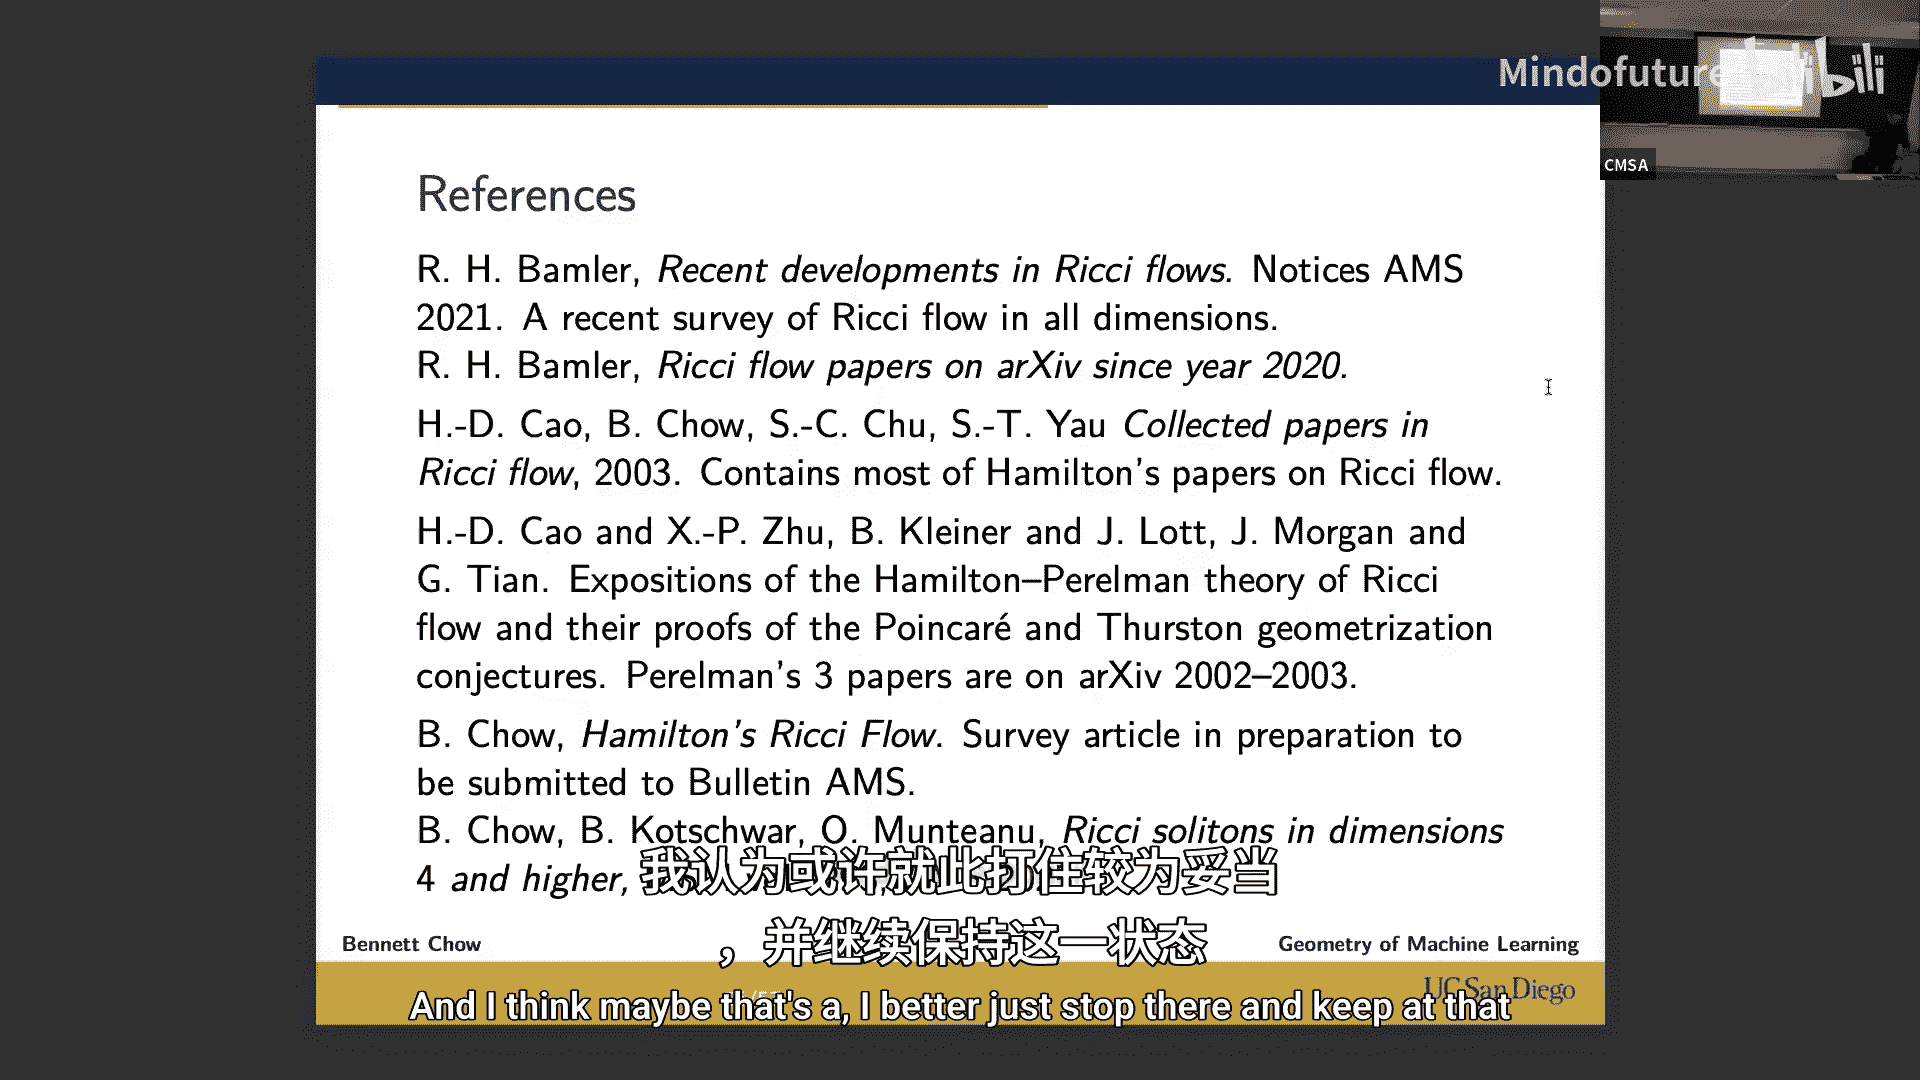 Mindofuture
bilibili
CMSA
References
R. H. Bamler, Recent developments in Ricci flows. Notices AMS
2021. A recent survey of Ricci flow in all dimensions.
R. H. Bamler, Ricci flow papers on arXiv since year 2020.
H.-D. Cao, B. Chow, S.-C. Chu, S.-T. Yau Collected papers in
Ricci flow, 2003. Contains most of Hamilton's papers on Ricci flow.
H.-D. Cao and X.-P. Zhu, B. Kleiner and J. Lott, J. Morgan and
G. Tian. Expositions of the Hamilton–Perelman theory of Ricci
flow and their proofs of the Poincaré and Thurston geometrization
conjectures. Perelman's 3 papers are on arXiv 2002–2003.
B. Chow, Hamilton's Ricci Flow. Survey article in preparation to
be submitted to Bulletin AMS.
B. Chow, B. Kotschwar, O. Munteanu, Ricci solitons in dimensions
4 and higher,
我认为或许就此打住较为妥当
，并继续保持这一状态
Bennett Chow
Geometry of Machine Learning
UC San Diego
And I think maybe that's a, I better just stop there and keep at that